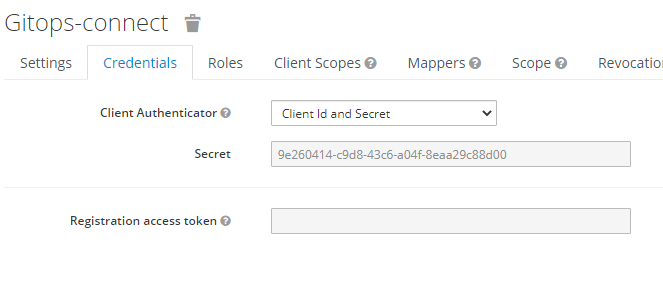 Gitops-connect
Settings Credentials Roles Client Scopes Mappers Scope Revocation
Client Authenticator Client Id and Secret
Secret 9e260414-c9d8-43c6-a04f-8eaa29c88d00
Registration access token